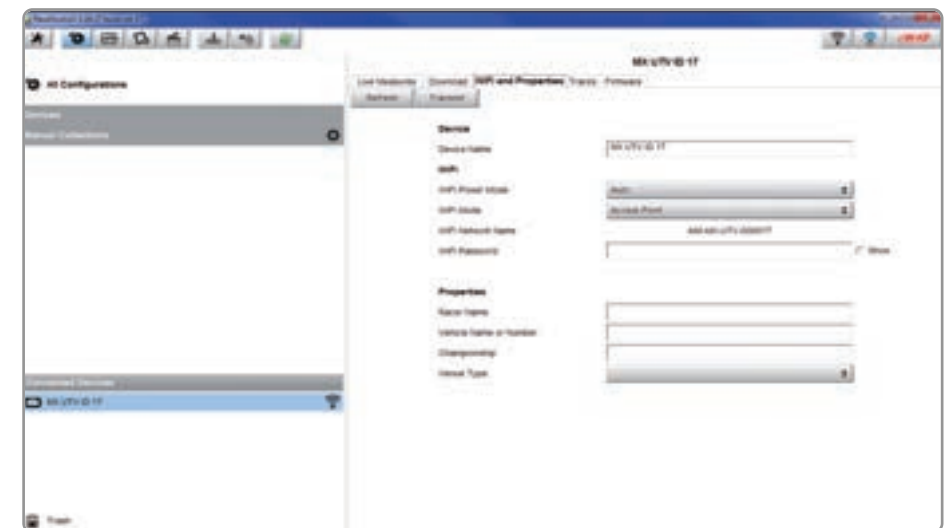 MX UTV ID 17
All Configurations
Live Measures Download WiFi and Properties Tracks Firmware
Refresh Transmit
Devices
Manual Collections
Device
Device Name MX UTV ID 17
WiFi
WiFi Power Mode Auto
WiFi Mode Access Point
WiFi Network Name
WiFi Password Show
Properties
Racer Name
Vehicle Name or Number
Championship
Venue Type
Connected Devices
MX UTV ID 17
Trash